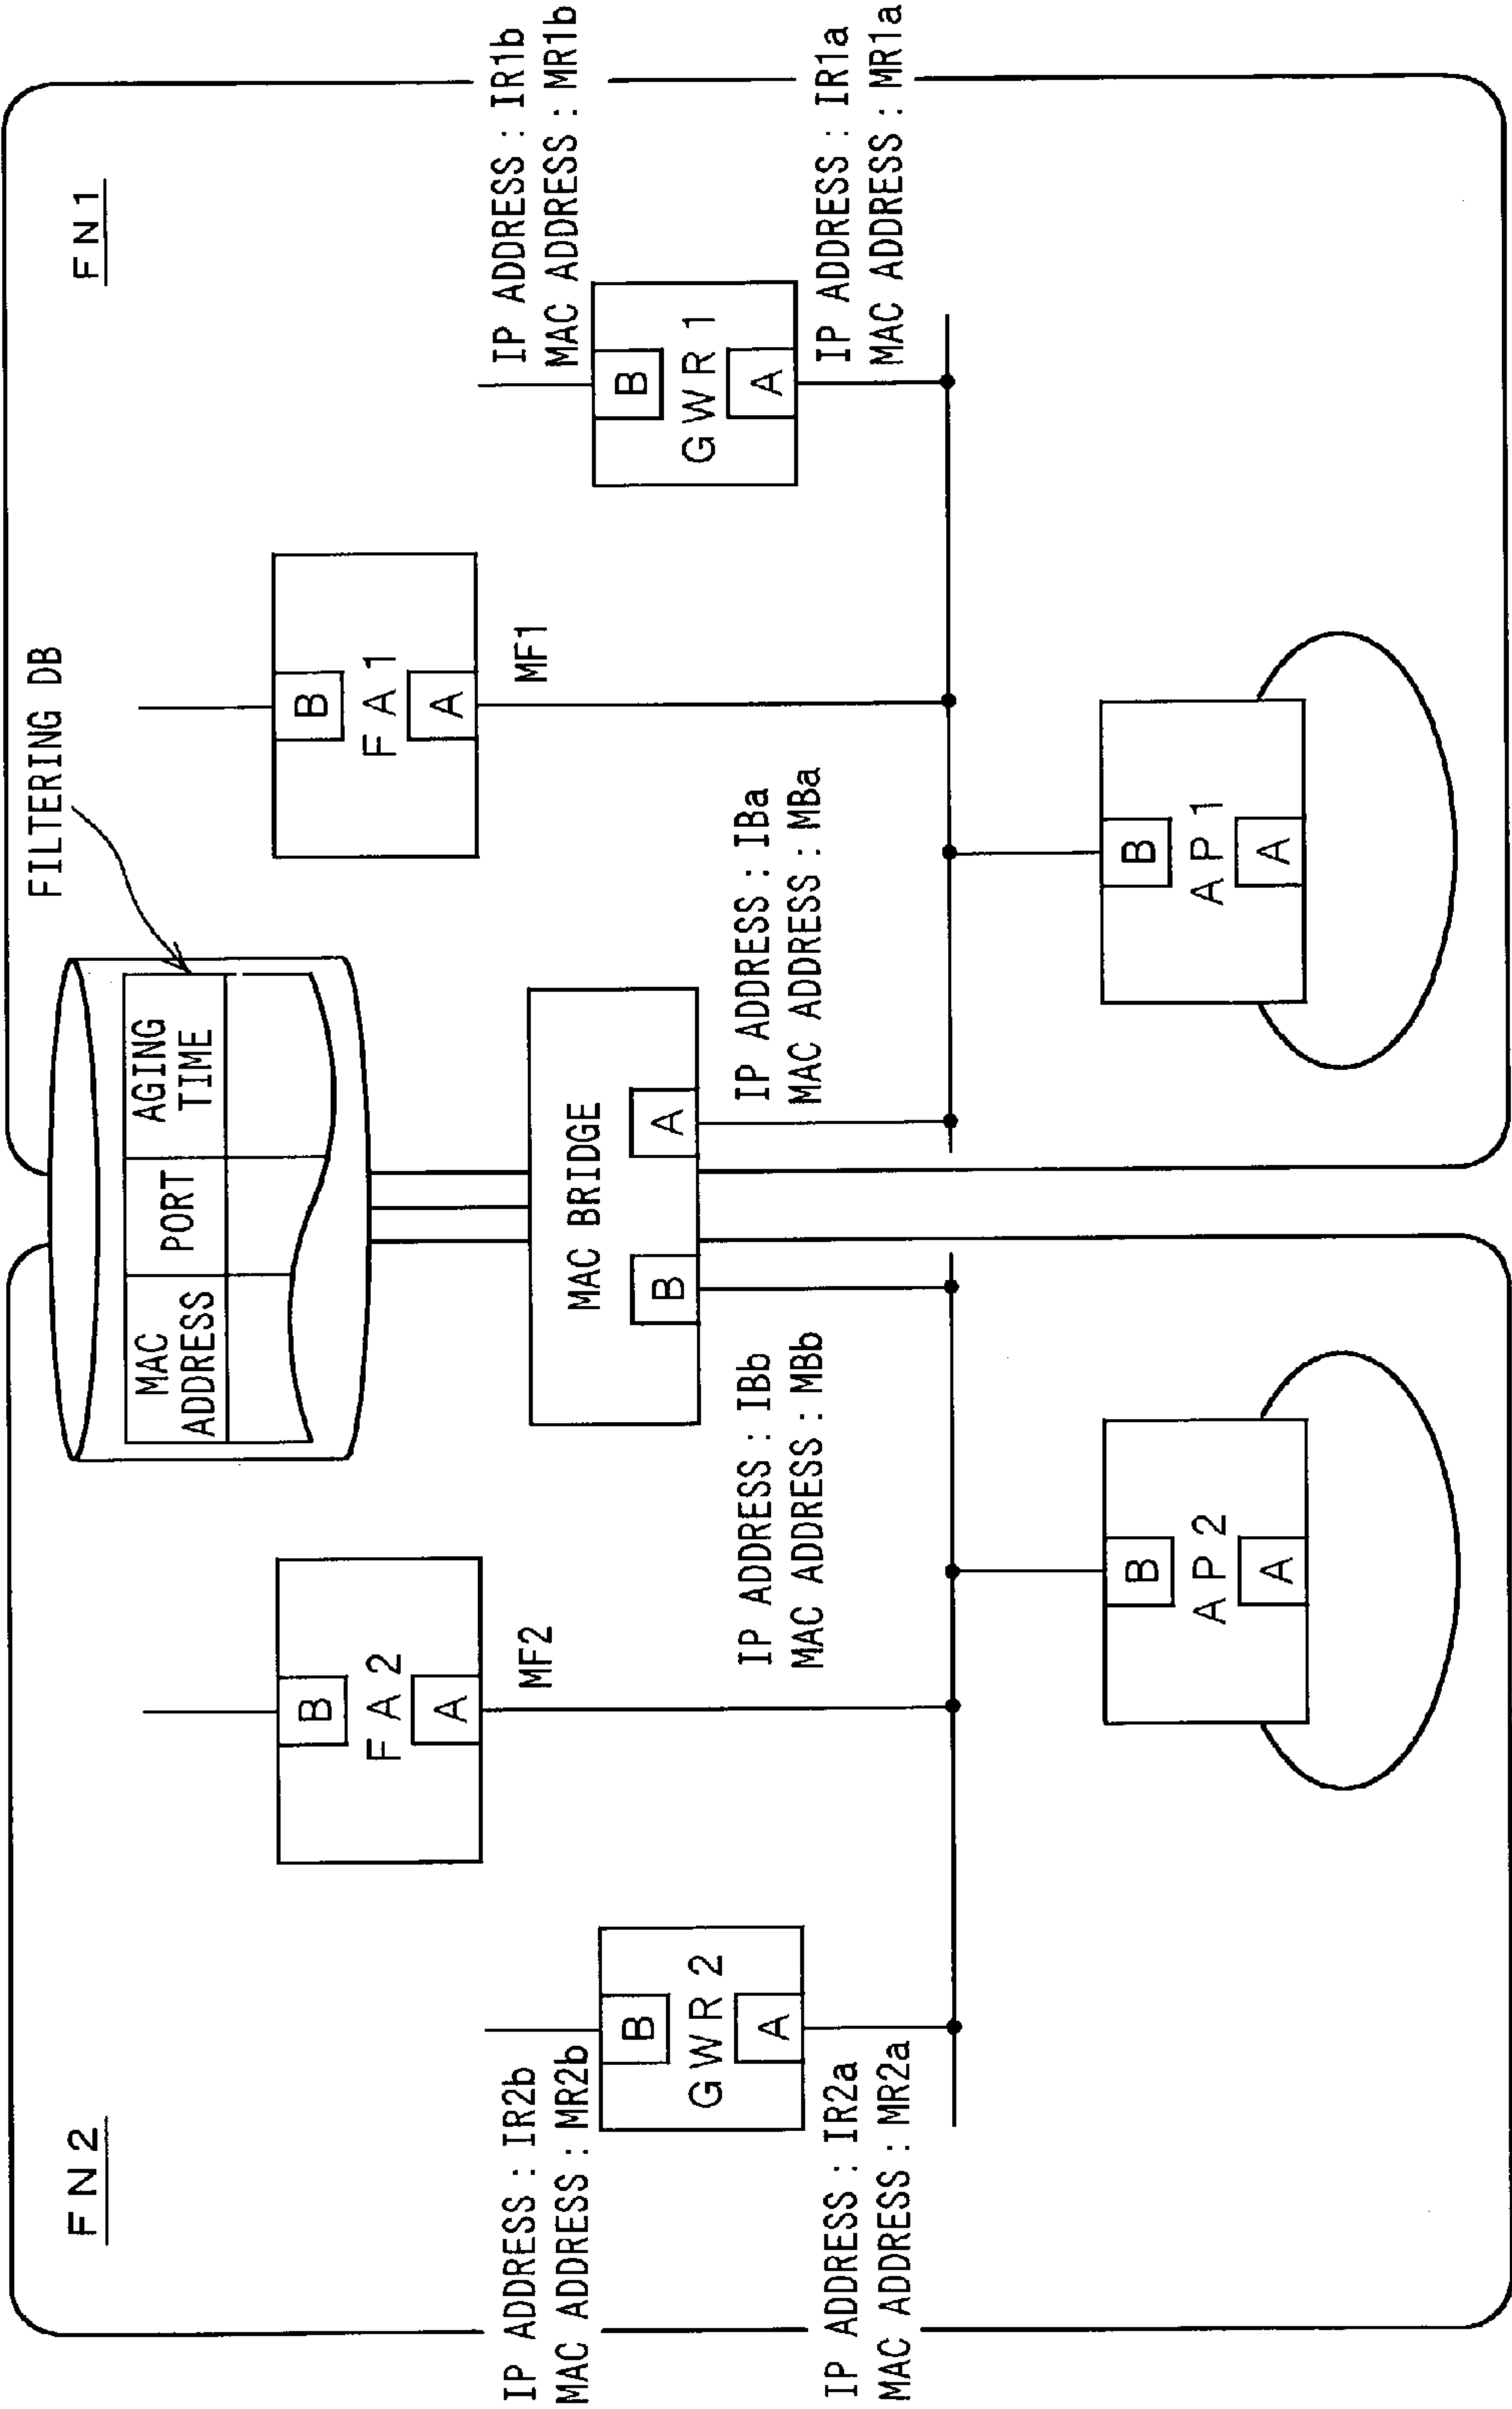 FN2
FN1
FILTERING DB
MAC ADDRESS
PORT
AGING TIME
B
FA2
A
MF2
MAC BRIDGE
B
A
B
FA1
A
MF1
IP ADDRESS : IR2b
MAC ADDRESS : MR2b
B
GWR2
A
IP ADDRESS : IR2a
MAC ADDRESS : MR2a
IP ADDRESS : IBb
MAC ADDRESS : MBb
IP ADDRESS : IBa
MAC ADDRESS : MBa
IP ADDRESS : IR1b
MAC ADDRESS : MR1b
B
GWR1
A
IP ADDRESS : IR1a
MAC ADDRESS : MR1a
B
AP2
A
B
AP1
A